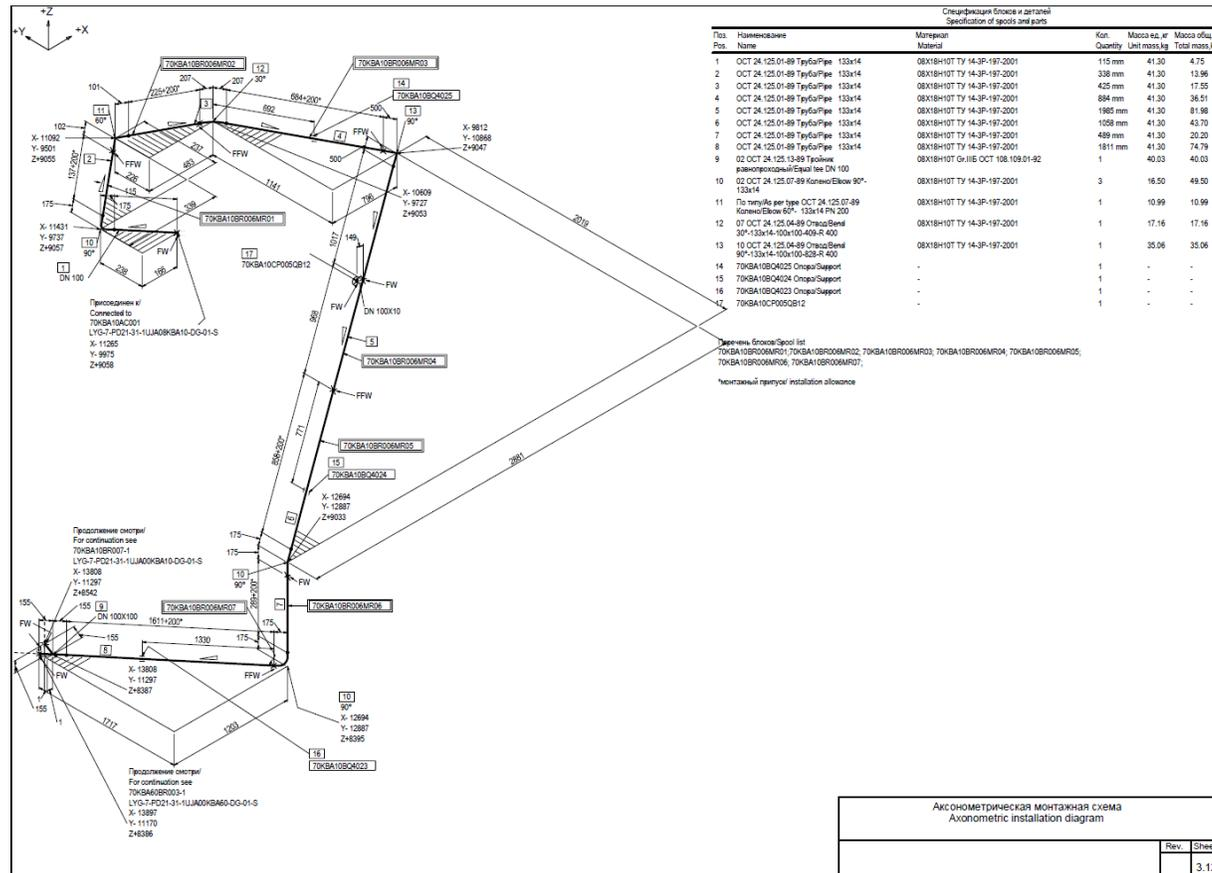 Спецификация блоков и деталей
Specification of spools and parts
Поз. Наименование Материал Кол. Масса ед.,кг Масса общ.
Pos. Name Material Quantity Unit mass,kg Total mass,
1 ОСТ 24.125.01-89 Труба/Pipe 133x14 08Х18Н10Т ТУ 14-3Р-197-2001 115 mm 41.30 4.75
2 ОСТ 24.125.01-89 Труба/Pipe 133x14 08Х18Н10Т ТУ 14-3Р-197-2001 338 mm 41.30 13.96
3 ОСТ 24.125.01-89 Труба/Pipe 133x14 08Х18Н10Т ТУ 14-3Р-197-2001 425 mm 41.30 17.55
4 ОСТ 24.125.01-89 Труба/Pipe 133x14 08Х18Н10Т ТУ 14-3Р-197-2001 884 mm 41.30 36.51
5 ОСТ 24.125.01-89 Труба/Pipe 133x14 08Х18Н10Т ТУ 14-3Р-197-2001 1985 mm 41.30 81.98
6 ОСТ 24.125.01-89 Труба/Pipe 133x14 08Х18Н10Т ТУ 14-3Р-197-2001 1058 mm 41.30 43.70
7 ОСТ 24.125.01-89 Труба/Pipe 133x14 08Х18Н10Т ТУ 14-3Р-197-2001 489 mm 41.30 20.20
8 ОСТ 24.125.01-89 Труба/Pipe 133x14 08Х18Н10Т ТУ 14-3Р-197-2001 1811 mm 41.30 74.79
9 02 ОСТ 24.125.13-89 Тройник 08Х18Н10Т Gr.IIIБ ОСТ 108.109.01-92 1 40.03 40.03
равнопроходный/Equal tee DN 100
10 02 ОСТ 24.125.07-89 Колено/Elbow 90°- 08Х18Н10Т ТУ 14-3Р-197-2001 3 16.50 49.50
133x14
11 По типу/As per type ОСТ 24.125.07-89 08Х18Н10Т ТУ 14-3Р-197-2001 1 10.99 10.99
Колено/Elbow 60°- 133x14 PN 200
12 07 ОСТ 24.125.04-89 Отвод/Bend 08Х18Н10Т ТУ 14-3Р-197-2001 1 17.16 17.16
30°-133x14-100x100-409-R 400
13 10 ОСТ 24.125.04-89 Отвод/Bend 08Х18Н10Т ТУ 14-3Р-197-2001 1 35.06 35.06
90°-133x14-100x100-828-R 400
14 70KBA10BQ4025 Опора/Support - 1 - -
15 70KBA10BQ4024 Опора/Support - 1 - -
16 70KBA10BQ4023 Опора/Support - 1 - -
17 70KBA10CP005QB12 - 1 - -
Перечень блоков/Spool list
70KBA10BR006MR01;70KBA10BR006MR02; 70KBA10BR006MR03; 70KBA10BR006MR04; 70KBA10BR006MR05;
70KBA10BR006MR06; 70KBA10BR006MR07;
*монтажный припуск/ installation allowance
+Z
+Y
+X
70KBA10BR006MR02
207
207
12
30°
70KBA10BR006MR03
14
70KBA10BQ4025
225+200*
101
3
684+200*
692
500
13
90°
11
60°
102
X- 11092
Y- 9501
Z+9055
X- 9812
Y- 10868
Z+9047
4
FFW
FFW
FFW
500
237
483
226
1141
796
2
137+200*
115
175
175
339
X- 10609
Y- 9727
Z+9053
2019
70KBA10BR006MR01
1017
149
X- 11431
Y- 9737
Z+9057
10
90°
FW
17
70KBA10CP005QB12
1
DN 100
238
166
FW
FW
DN 100X10
Присоединен к/
Connected to
70KBA10AC001
LYG-7-PD21-31-1UJA08KBA10-DG-01-S
X- 11265
Y- 9975
Z+9058
968
5
70KBA10BR006MR04
FFW
771
858+200*
70KBA10BR006MR05
15
70KBA10BQ4024
2881
X- 12694
Y- 12887
Z+9033
6
175
175
Продолжение смотри/
For continuation see
70KBA10BR007-1
LYG-7-PD21-31-1UJA00KBA10-DG-01-S
X- 13808
Y- 11297
Z+8542
10
90°
FW
289+200*
155
155
9
DN 100X100
70KBA10BR006MR07
7
70KBA10BR006MR06
1611+200*
175
175
FW
155
1330
8
FW
X- 13808
Y- 11297
Z+8387
FFW
1
155
1
1717
1203
10
90°
X- 12694
Y- 12887
Z+8395
16
70KBA10BQ4023
Продолжение смотри/
For continuation see
70KBA60BR003-1
LYG-7-PD21-31-1UJA00KBA60-DG-01-S
X- 13897
Y- 11170
Z+8386
Аксонометрическая монтажная схема
Axonometric installation diagram
Rev.